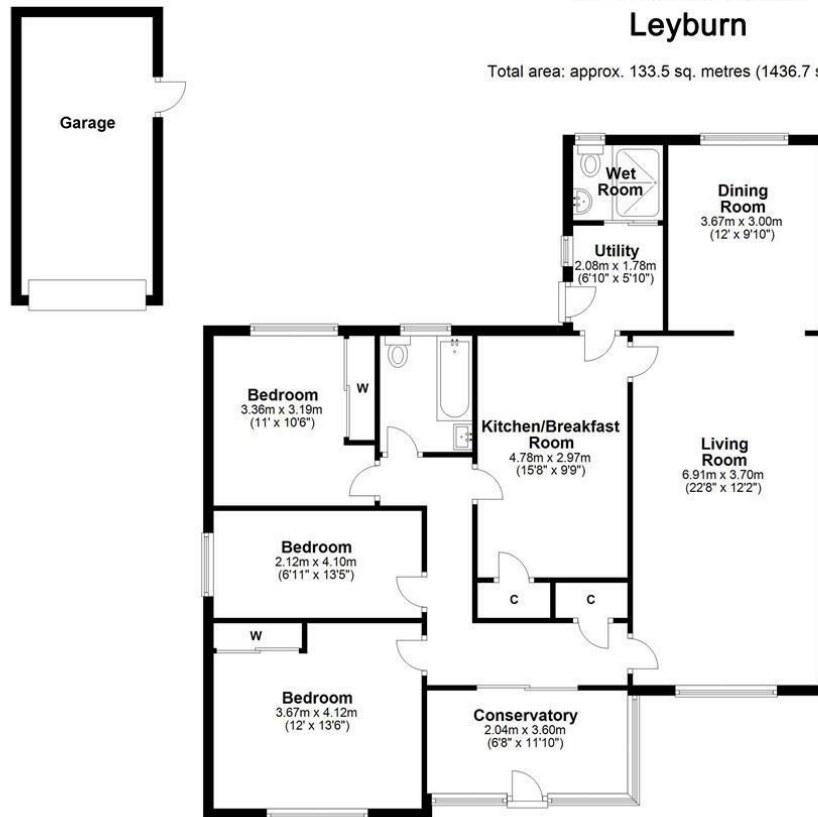 Leyburn
Total area: approx. 133.5 sq. metres (1436.7 s
Garage
Wet
Room
Dining
Room
3.67m x 3.00m
(12' x 9'10")
Utility
2.08m x 1.78m
(6'10" x 5'10")
Bedroom
3.36m x 3.19m
(11' x 10'6")
W
Kitchen/Breakfast
Room
4.78m x 2.97m
(15'8" x 9'9")
Living
Room
6.91m x 3.70m
(22'8" x 12'2")
Bedroom
2.12m x 4.10m
(6'11" x 13'5")
C
C
W
Bedroom
3.67m x 4.12m
(12' x 13'6")
Conservatory
2.04m x 3.60m
(6'8" x 11'10")